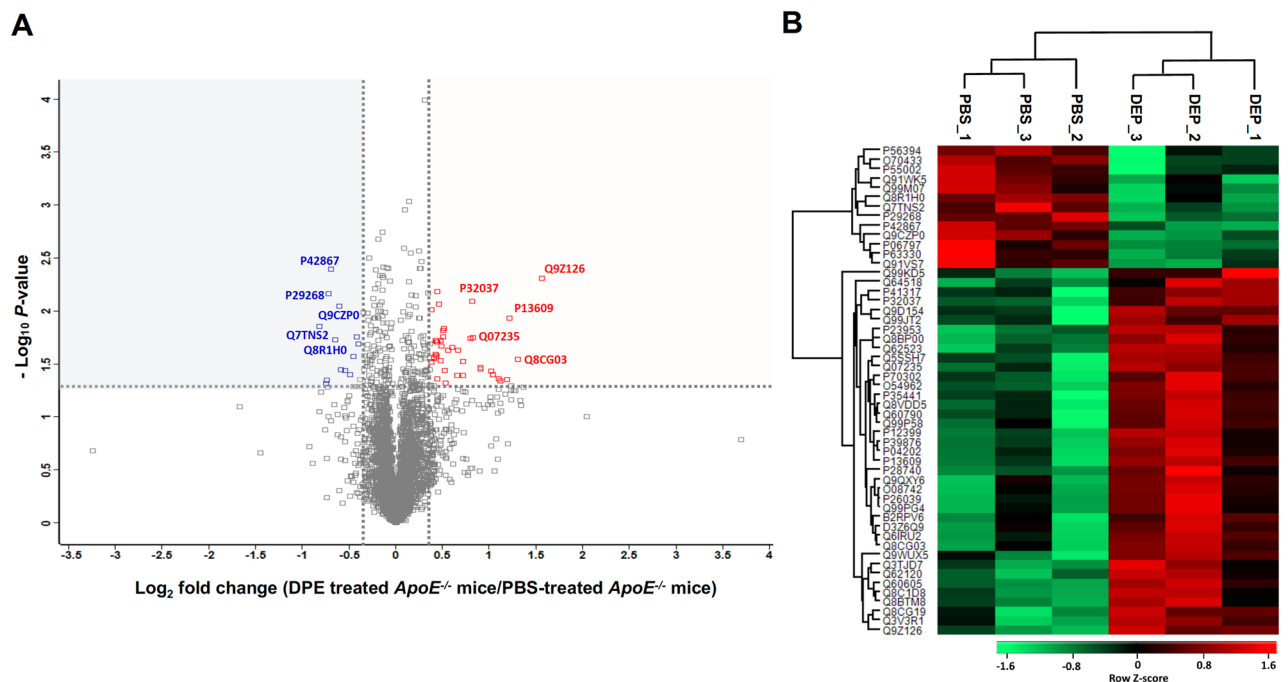 A
B
4
3.5
3
2.5
2
1.5
1
0.5
0
- Log10 P-value
P42867
P29268
Q9CZP0
Q7TNS2
Q8R1H0
Q9Z126
P32037
P13609
Q07235
Q8CG03
-3.5
-3
-2.5
-2
-1.5
-1
-0.5
0
0.5
1
1.5
2
2.5
3
3.5
4
Log2 fold change (DPE treated ApoE-/- mice/PBS-treated ApoE-/- mice)
PBS_1
PBS_3
PBS_2
DEP_3
DEP_2
DEP_1
P56394
O70433
P55002
Q91WK5
Q99M07
Q8R1H0
Q7TNS2
P29268
P42867
Q9CZP0
P06797
P63330
Q91VS7
Q99KD5
Q64518
P41317
P32037
Q9D154
Q99JT2
P23953
Q8BP00
Q62523
Q5SSH7
Q07235
P70302
O54962
P35441
Q8VDD5
Q60790
Q99P58
P12399
P39876
P04202
P13609
P28740
Q9QXY6
O08742
P26039
Q99PG4
B2RPV6
D3Z6Q9
Q6IRU2
Q8CG03
Q9WUX5
Q3TJD7
Q62120
Q60605
Q8C1D8
Q8BTM8
Q8CG19
Q3V3R1
Q9Z126
-1.6
-0.8
0
0.8
1.6
Row Z-score